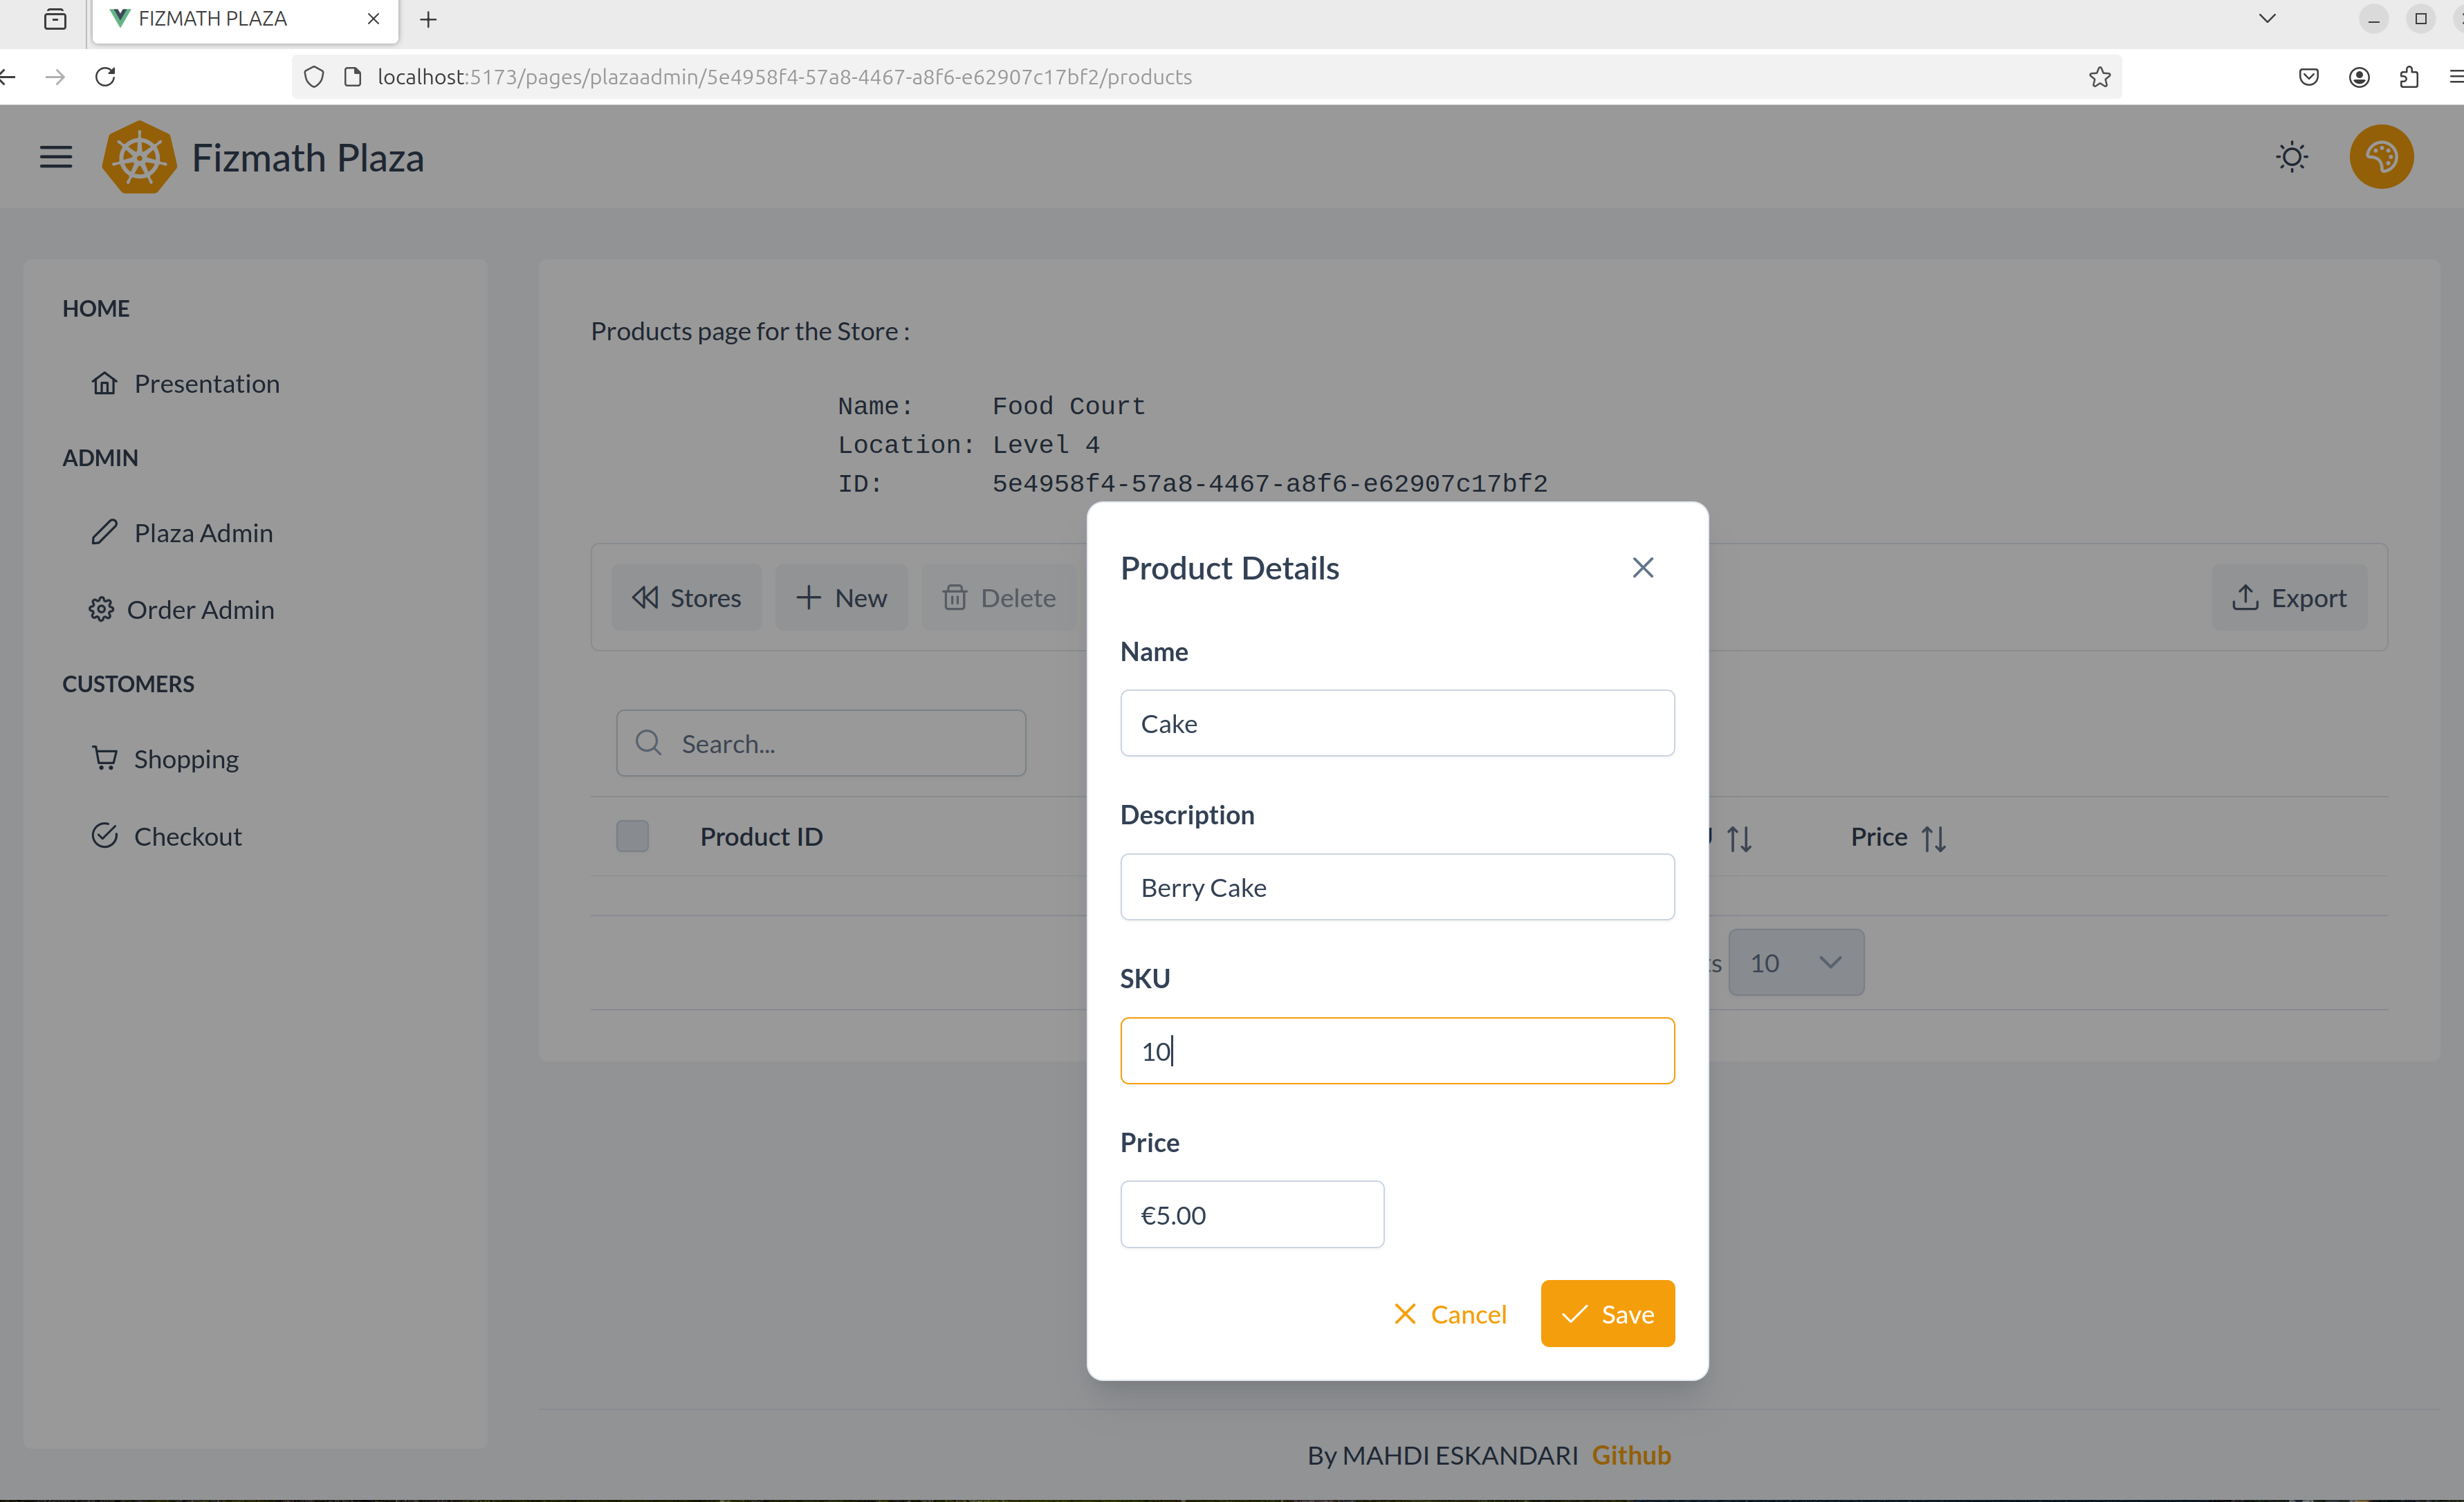 FIZMATH PLAZA
localhost:5173/pages/plazaadmin/5e4958f4-57a8-4467-a8f6-e62907c17bf2/products
Fizmath Plaza
HOME
Presentation
ADMIN
Plaza Admin
Order Admin
CUSTOMERS
Shopping
Checkout
Products page for the Store :
Name: Food Court
Location: Level 4
ID: 5e4958f4-57a8-4467-a8f6-e62907c17bf2
Stores New Delete Export
Search...
Product ID Price
10
Product Details
Name
Cake
Description
Berry Cake
SKU
10
Price
€5.00
Cancel Save
By MAHDI ESKANDARI Github